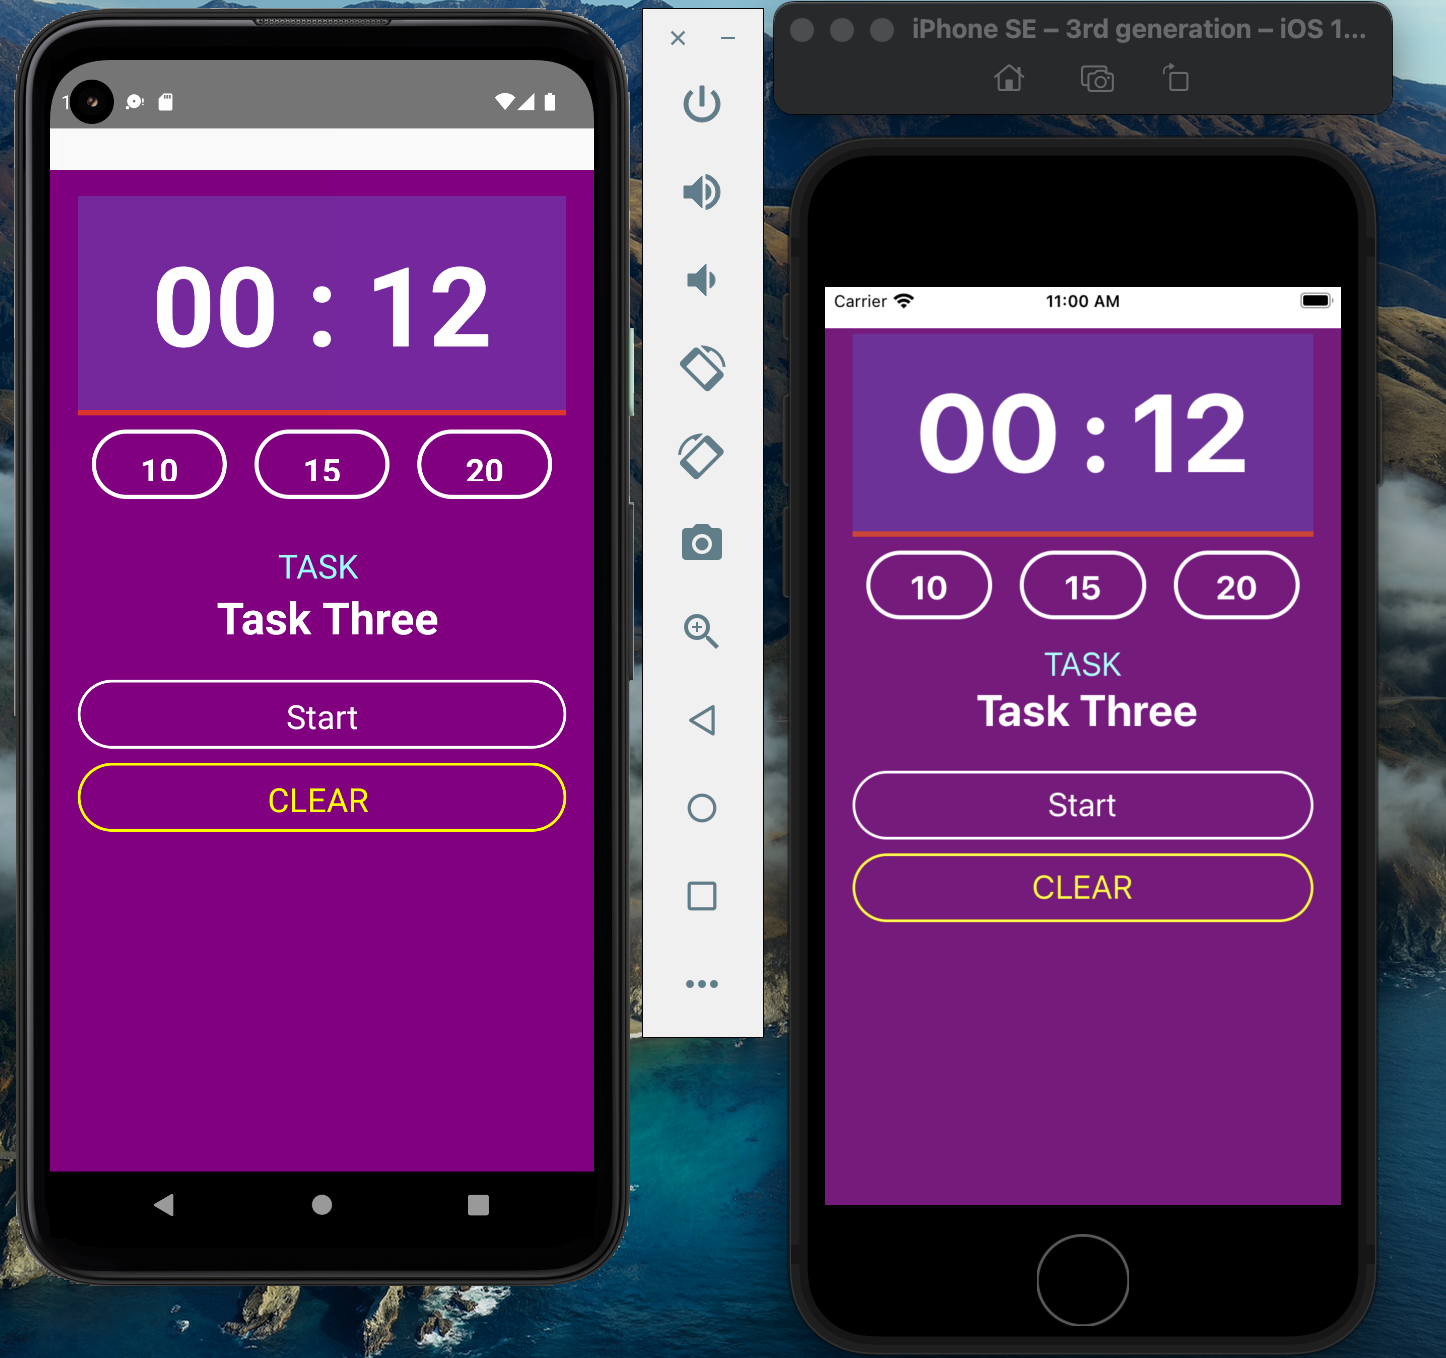 00 : 12
10 15 20
TASK
Task Three
Start
CLEAR
iPhone SE – 3rd generation – iOS 1...
Carrier 11:00 AM
00 : 12
10 15 20
TASK
Task Three
Start
CLEAR